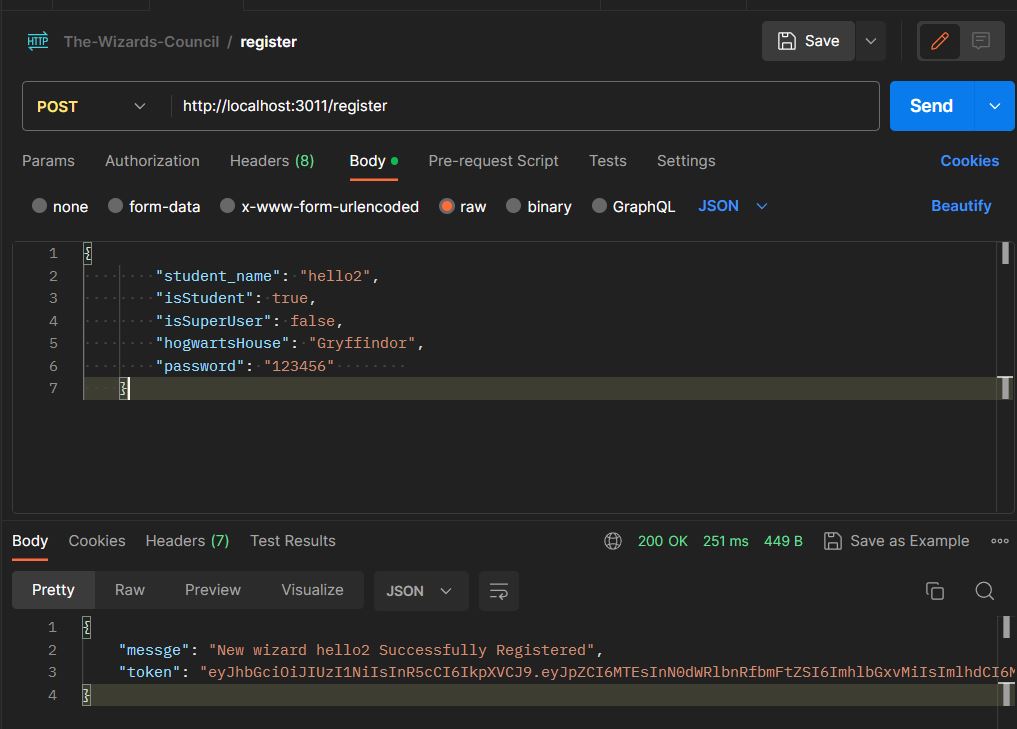 HTTP The-Wizards-Council / register Save
POST http://localhost:3011/register Send
Params Authorization Headers (8) Body Pre-request Script Tests Settings Cookies
none form-data x-www-form-urlencoded raw binary GraphQL JSON Beautify
1 {
2 "student_name": "hello2",
3 "isStudent": true,
4 "isSuperUser": false,
5 "hogwartsHouse": "Gryffindor",
6 "password": "123456"
7 }
Body Cookies Headers (7) Test Results 200 OK 251 ms 449 B Save as Example
Pretty Raw Preview Visualize JSON
1 {
2 "messge": "New wizard hello2 Successfully Registered",
3 "token": "eyJhbGciOiJIUzI1NiIsInR5cCI6IkpXVCJ9.eyJpZCI6MTEsInN0dWRlbnRfbmFtZSI6ImhlbGxvMiIsImlhdCI6M
4 }